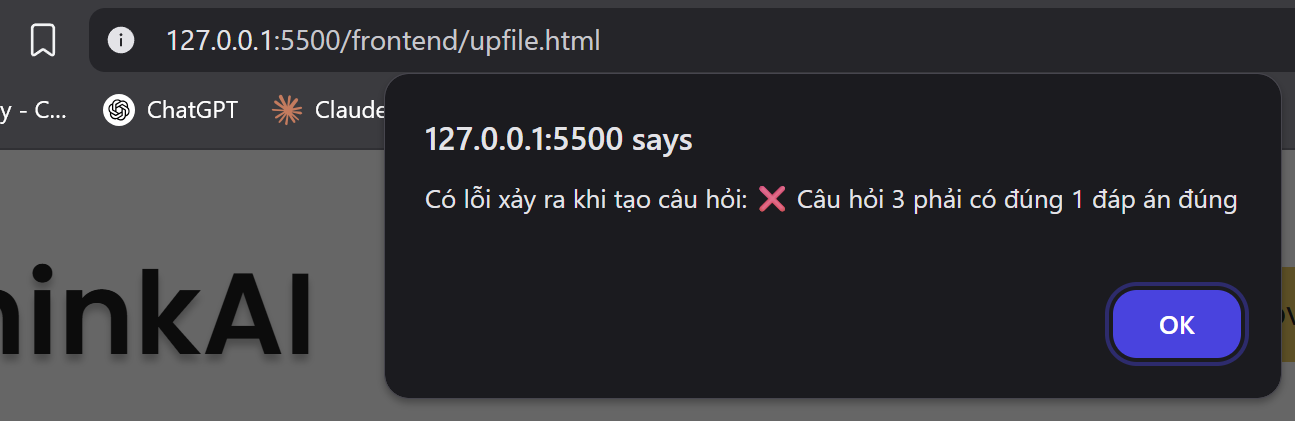 127.0.0.1:5500/frontend/upfile.html
y - C... ChatGPT Claude
127.0.0.1:5500 says
Có lỗi xảy ra khi tạo câu hỏi: ❌ Câu hỏi 3 phải có đúng 1 đáp án đúng
inkAI
OK